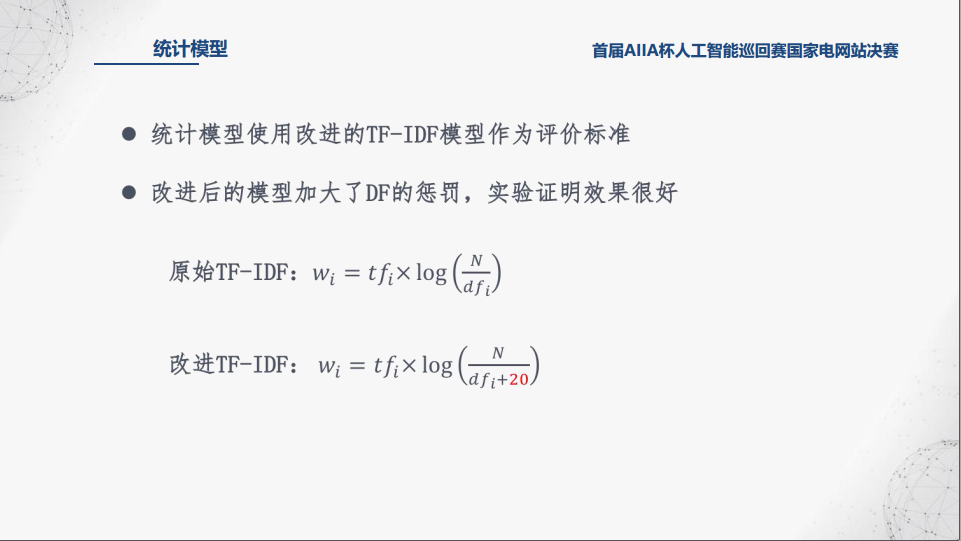 统计模型
首届AIIA杯人工智能巡回赛国家电网站决赛
● 统计模型使用改进的TF-IDF模型作为评价标准
● 改进后的模型加大了DF的惩罚，实验证明效果很好
原始TF-IDF：$w_i = tf_i \times \log\left(\frac{N}{df_i}\right)$
改进TF-IDF： $w_i = tf_i \times \log\left(\frac{N}{df_i+20}\right)$